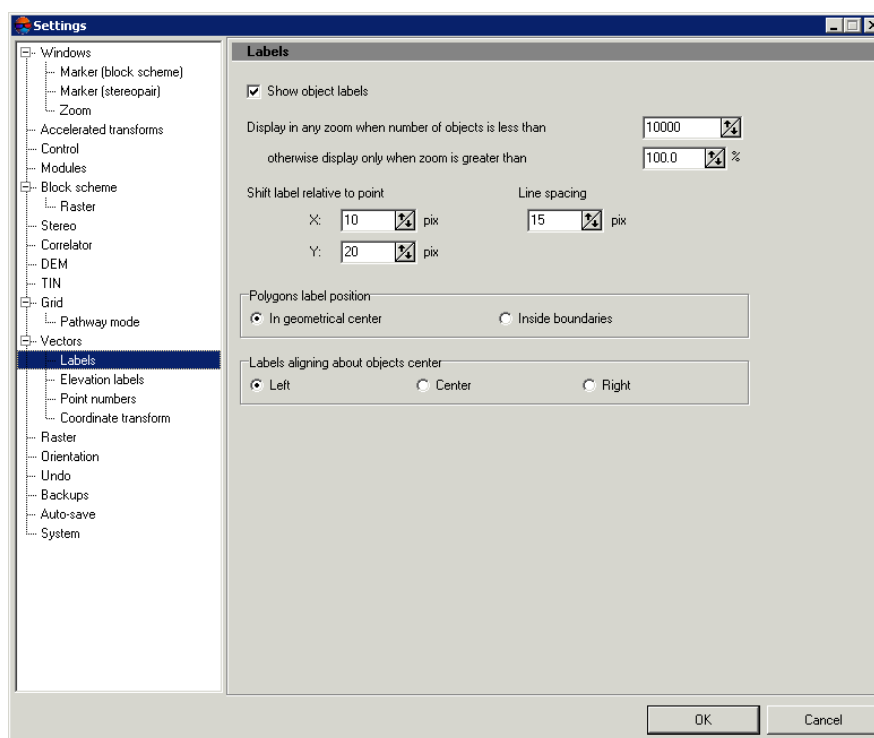 Settings
Windows
Marker (block scheme)
Marker (stereopair)
Zoom
Accelerated transforms
Control
Modules
Block scheme
Raster
Stereo
Correlator
DEM
TIN
Grid
Pathway mode
Vectors
Labels
Elevation labels
Point numbers
Coordinate transform
Raster
Orientation
Undo
Backups
Auto-save
System
Labels
Show object labels
Display in any zoom when number of objects is less than 10000
otherwise display only when zoom is greater than 100.0 %
Shift label relative to point Line spacing
X: 10 pix 15 pix
Y: 20 pix
Polygons label position
In geometrical center Inside boundaries
Labels aligning about objects center
Left Center Right
OK Cancel